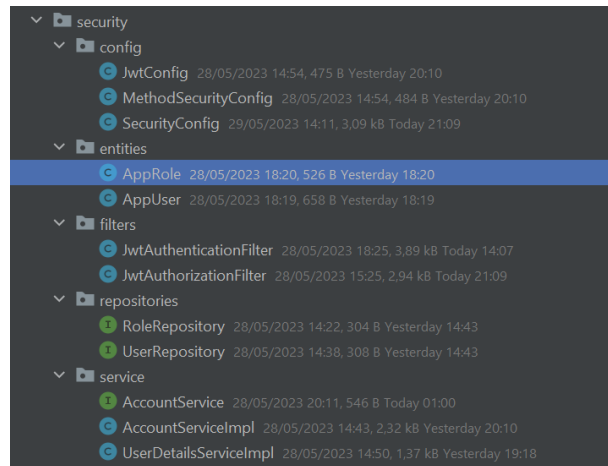 security
config
C JwtConfig 28/05/2023 14:54, 475 B Yesterday 20:10
C MethodSecurityConfig 28/05/2023 14:54, 484 B Yesterday 20:10
C SecurityConfig 29/05/2023 14:11, 3,09 kB Today 21:09
entities
C AppRole 28/05/2023 18:20, 526 B Yesterday 18:20
C AppUser 28/05/2023 18:19, 658 B Yesterday 18:19
filters
C JwtAuthenticationFilter 28/05/2023 18:25, 3,89 kB Today 14:07
C JwtAuthorizationFilter 28/05/2023 15:25, 2,94 kB Today 21:09
repositories
I RoleRepository 28/05/2023 14:22, 304 B Yesterday 14:43
I UserRepository 28/05/2023 14:38, 308 B Yesterday 14:43
service
I AccountService 28/05/2023 20:11, 546 B Today 01:00
C AccountServiceImpl 28/05/2023 14:43, 2,32 kB Yesterday 20:10
C UserDetailsServiceImpl 28/05/2023 14:50, 1,37 kB Yesterday 19:18